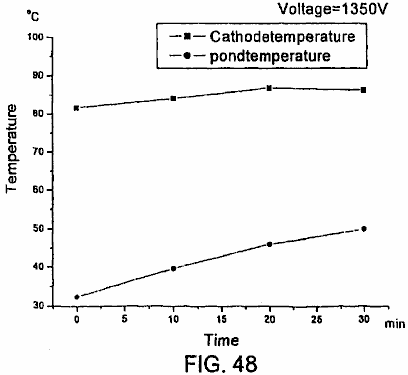 Voltage=1350V
°C
Cathodetemperature
pondtemperature
100
90
80
70
60
50
40
30
Temperature
0 5 10 15 20 25 30 min
Time
FIG. 48